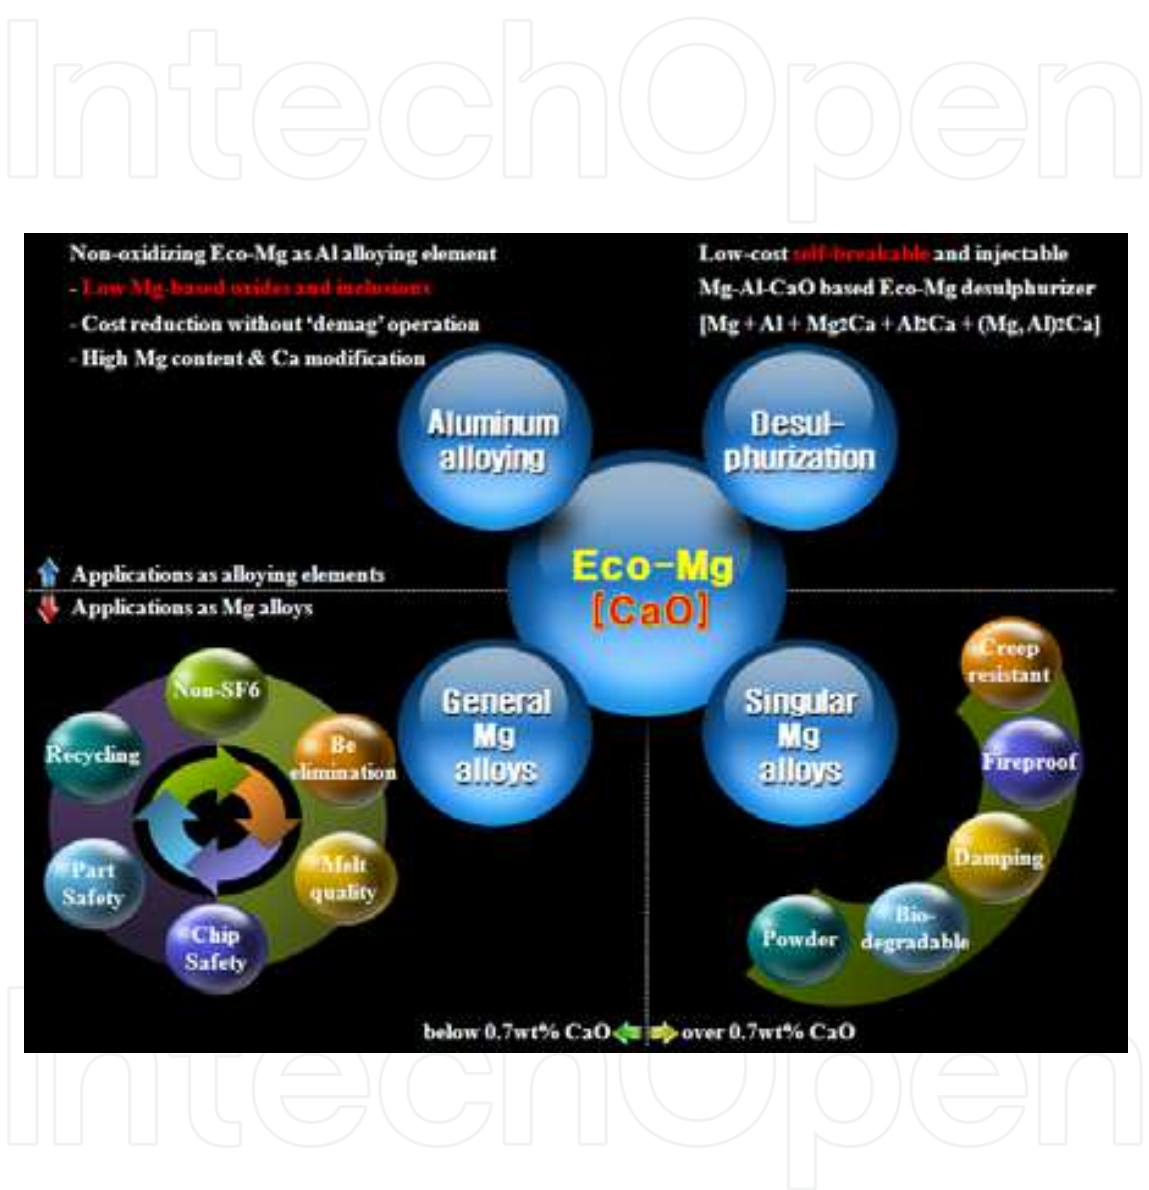 IntechOpen
Non-oxidizing Eco-Mg as Al alloying element
- Low Mg-based oxides and inclusions
- Cost reduction without 'demag' operation
- High Mg content & Ca modification
Low-cost self-breakable and injectable
Mg-Al-CaO based Eco-Mg desulphurizer
[Mg + Al + Mg2Ca + Al2Ca + (Mg, Al)2Ca]
Aluminum
alloying
Desul-
phurization
Eco-Mg
[CaO]
Applications as alloying elements
Applications as Mg alloys
General
Mg
alloys
Singular
Mg
alloys
Non-SF6
Be
elimination
Melt
quality
Chip
Safety
Part
Safety
Recycling
Creep
resistant
Fireproof
Damping
Bio-
degradable
Powder
below 0.7wt% CaO
over 0.7wt% CaO
IntechOpen